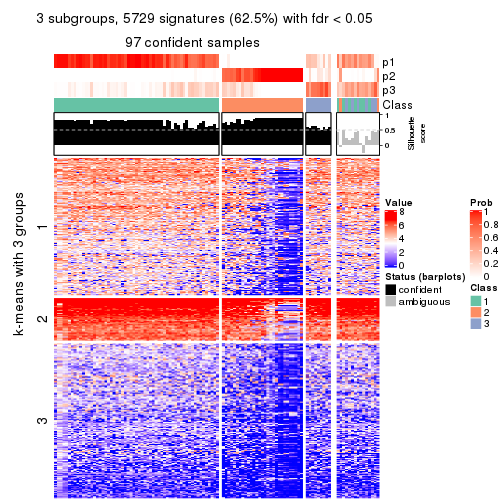 3 subgroups, 5729 signatures (62.5%) with fdr < 0.05
97 confident samples
p1
p2
p3
Class
1
0.5
0
Silhouette
score
k-means with 3 groups
1
2
3
Value
8
6
4
2
0
Status (barplots)
confident
ambiguous
Prob
1
0.8
0.6
0.4
0.2
0
Class
1
2
3